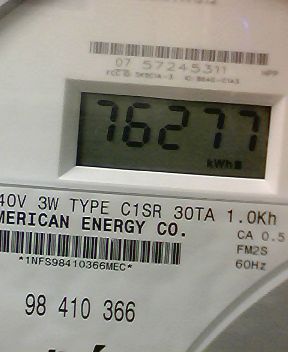 07 57245311
HPP
76277
kWh
40V 3W TYPE C1SR 30TA 1.0Kh
MERICAN ENERGY CO.
CA 0.5
FM2S
*1NFS98410366MEC*
60Hz
98 410 366